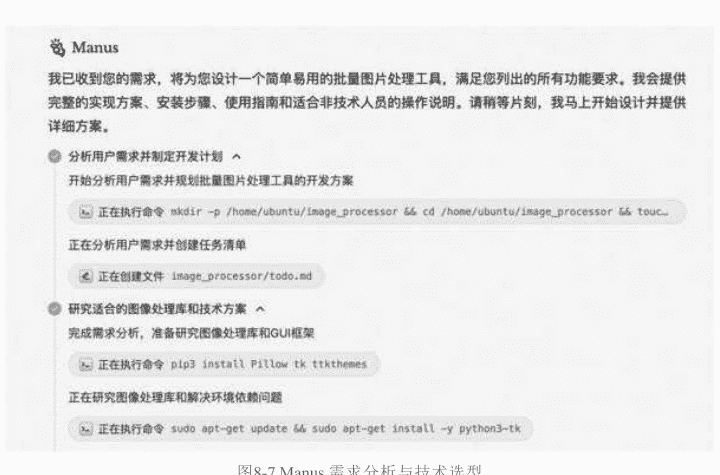 Manus
我已收到您的需求，将为您设计一个简单易用的批量图片处理工具，满足您列出的所有功能要求。我会提供
完整的实现方案、安装步骤、使用指南和适合非技术人员的操作说明。请稍等片刻，我马上开始设计并提供
详细方案。
分析用户需求并制定开发计划
开始分析用户需求并规划批量图片处理工具的开发方案
正在执行命令 mkdir -p /home/ubuntu/image_processor && cd /home/ubuntu/image_processor && touc…
正在分析用户需求并创建任务清单
正在创建文件 image_processor/todo.md
研究适合的图像处理库和技术方案
完成需求分析，准备研究图像处理库和GUI框架
正在执行命令 pip3 install Pillow tk ttkthemes
正在研究图像处理库和解决环境依赖问题
正在执行命令 sudo apt-get update && sudo apt-get install -y python3-tk
图8-7 Manus 需求分析与技术选型